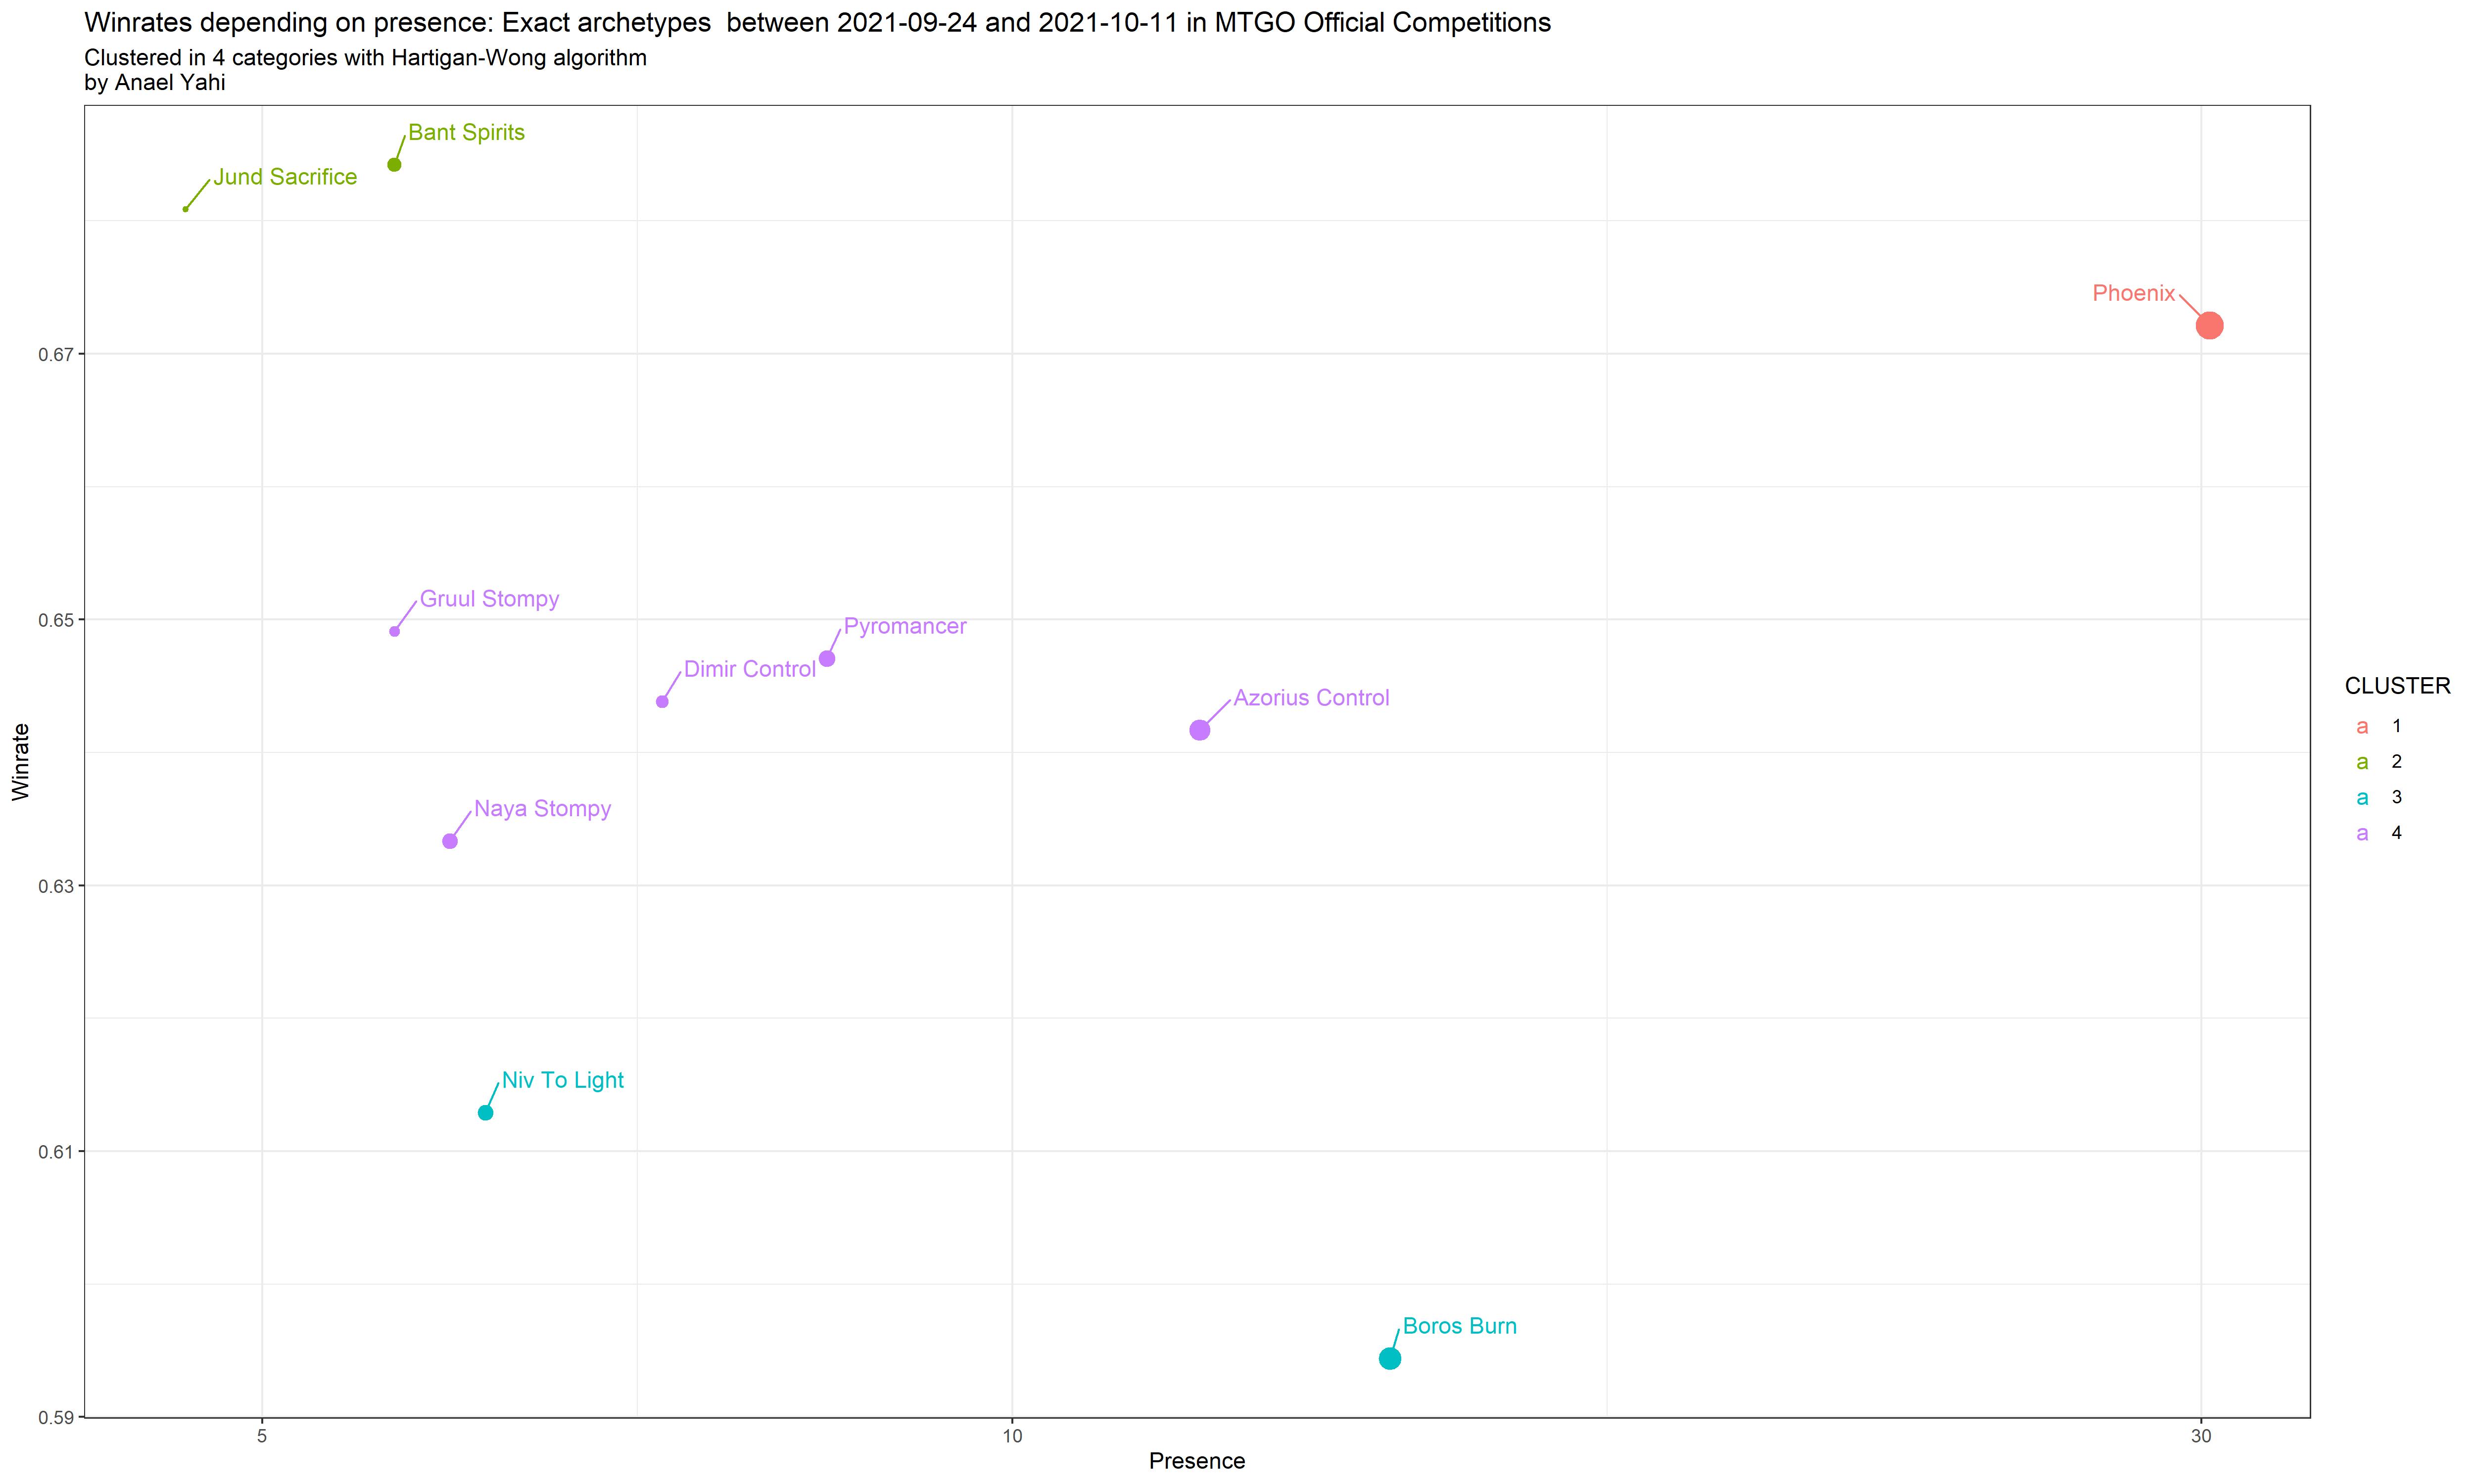 Winrates depending on presence: Exact archetypes  between 2021-09-24 and 2021-10-11 in MTGO Official Competitions
Clustered in 4 categories with Hartigan-Wong algorithm
by Anael Yahi
Bant Spirits
Jund Sacrifice
Phoenix
0.67
Gruul Stompy
0.65
Pyromancer
Dimir Control
Azorius Control
Naya Stompy
0.63
Niv To Light
0.61
Boros Burn
0.59
Winrate
5
10
30
Presence
CLUSTER
a 1
a 2
a 3
a 4